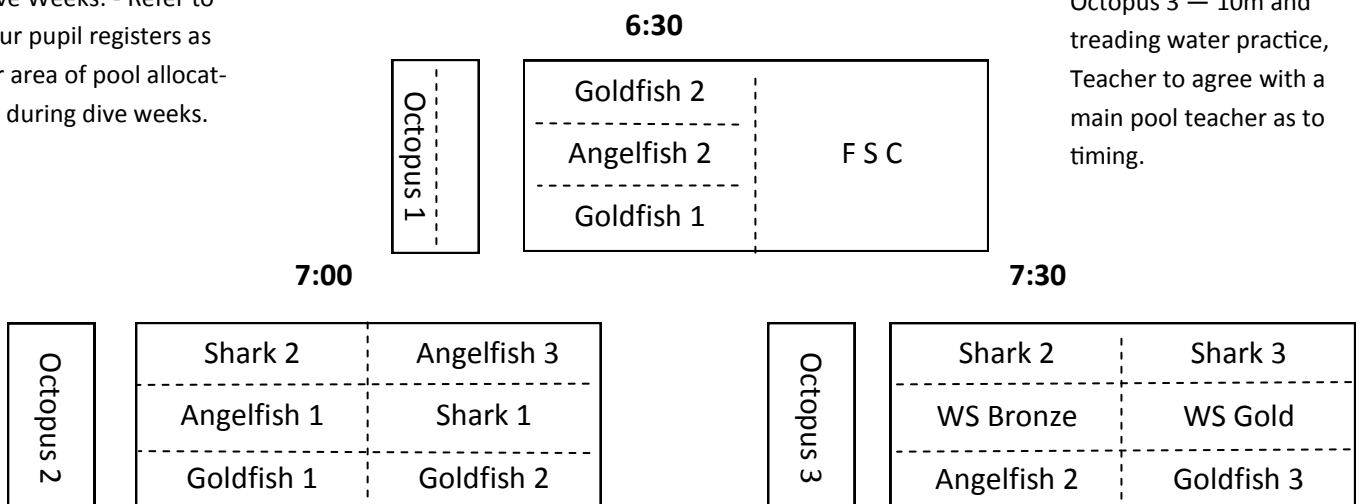 ve Weeks: - Refer to
ur pupil registers as
r area of pool allocat-
during dive weeks.
Octopus 3 — 10m and
treading water practice,
Teacher to agree with a
main pool teacher as to
timing.
6:30
Octopus 1
Goldfish 2
Angelfish 2
Goldfish 1
F S C
7:00
Octopus 2
Shark 2 Angelfish 3
Angelfish 1 Shark 1
Goldfish 1 Goldfish 2
7:30
Octopus 3
Shark 2 Shark 3
WS Bronze WS Gold
Angelfish 2 Goldfish 3